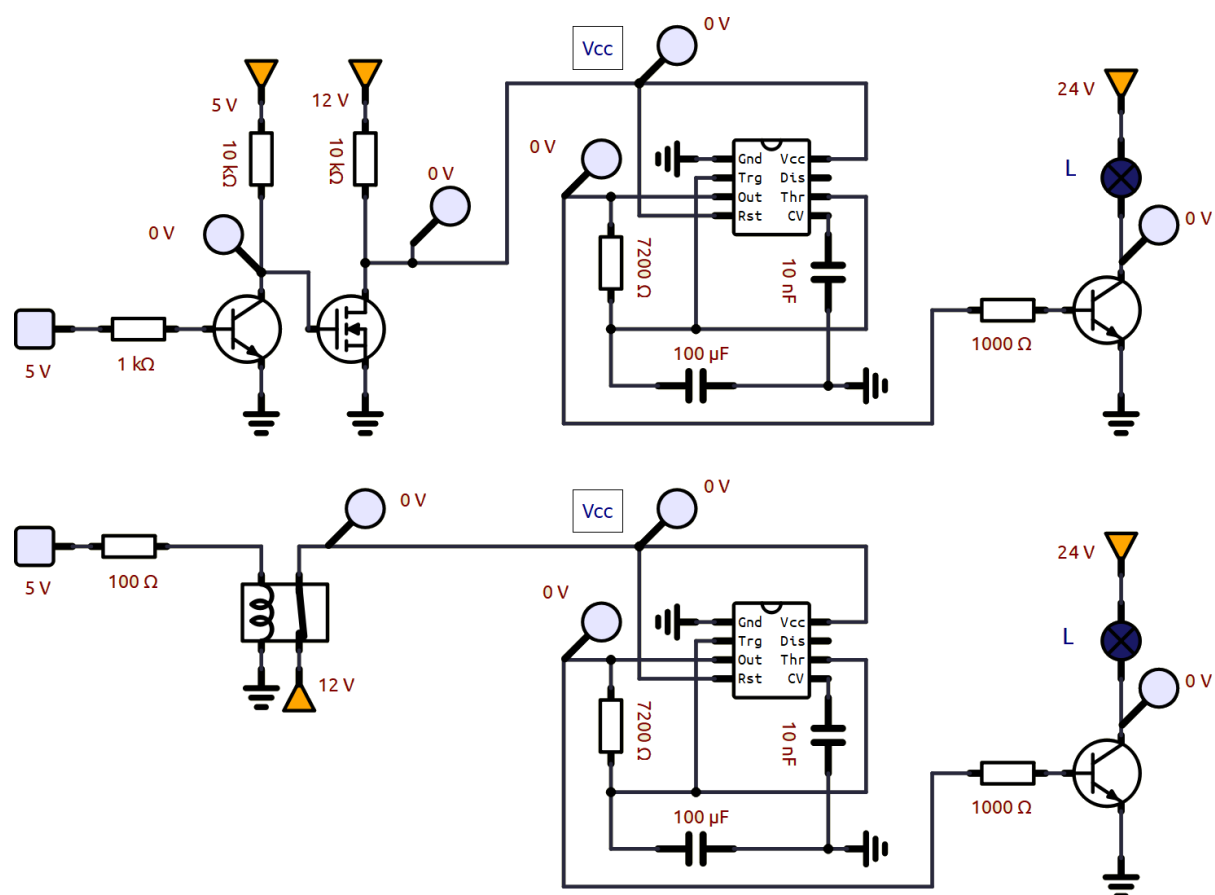 0 V
Vcc
5 V
12 V
24 V
10 kΩ
10 kΩ
0 V
0 V
Gnd Vcc
Trg Dis
Out Thr
Rst CV
L
0 V
0 V
7200 Ω
10 nF
5 V
1 kΩ
100 µF
1000 Ω
0 V
Vcc
0 V
5 V
100 Ω
24 V
0 V
Gnd Vcc
Trg Dis
Out Thr
Rst CV
L
12 V
0 V
7200 Ω
10 nF
100 µF
1000 Ω